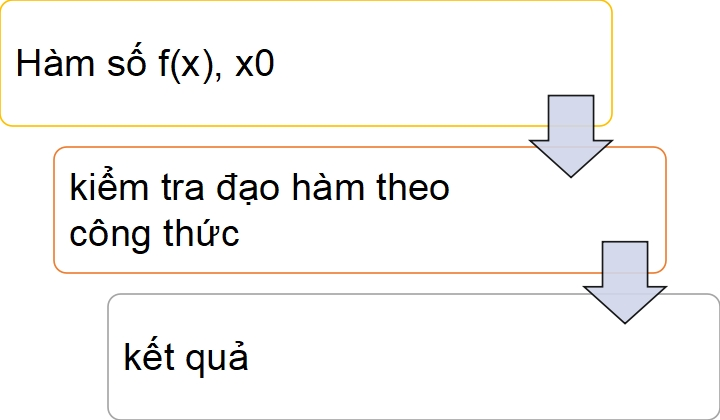 Hàm số f(x), x0
kiểm tra đạo hàm theo
công thức
kết quả